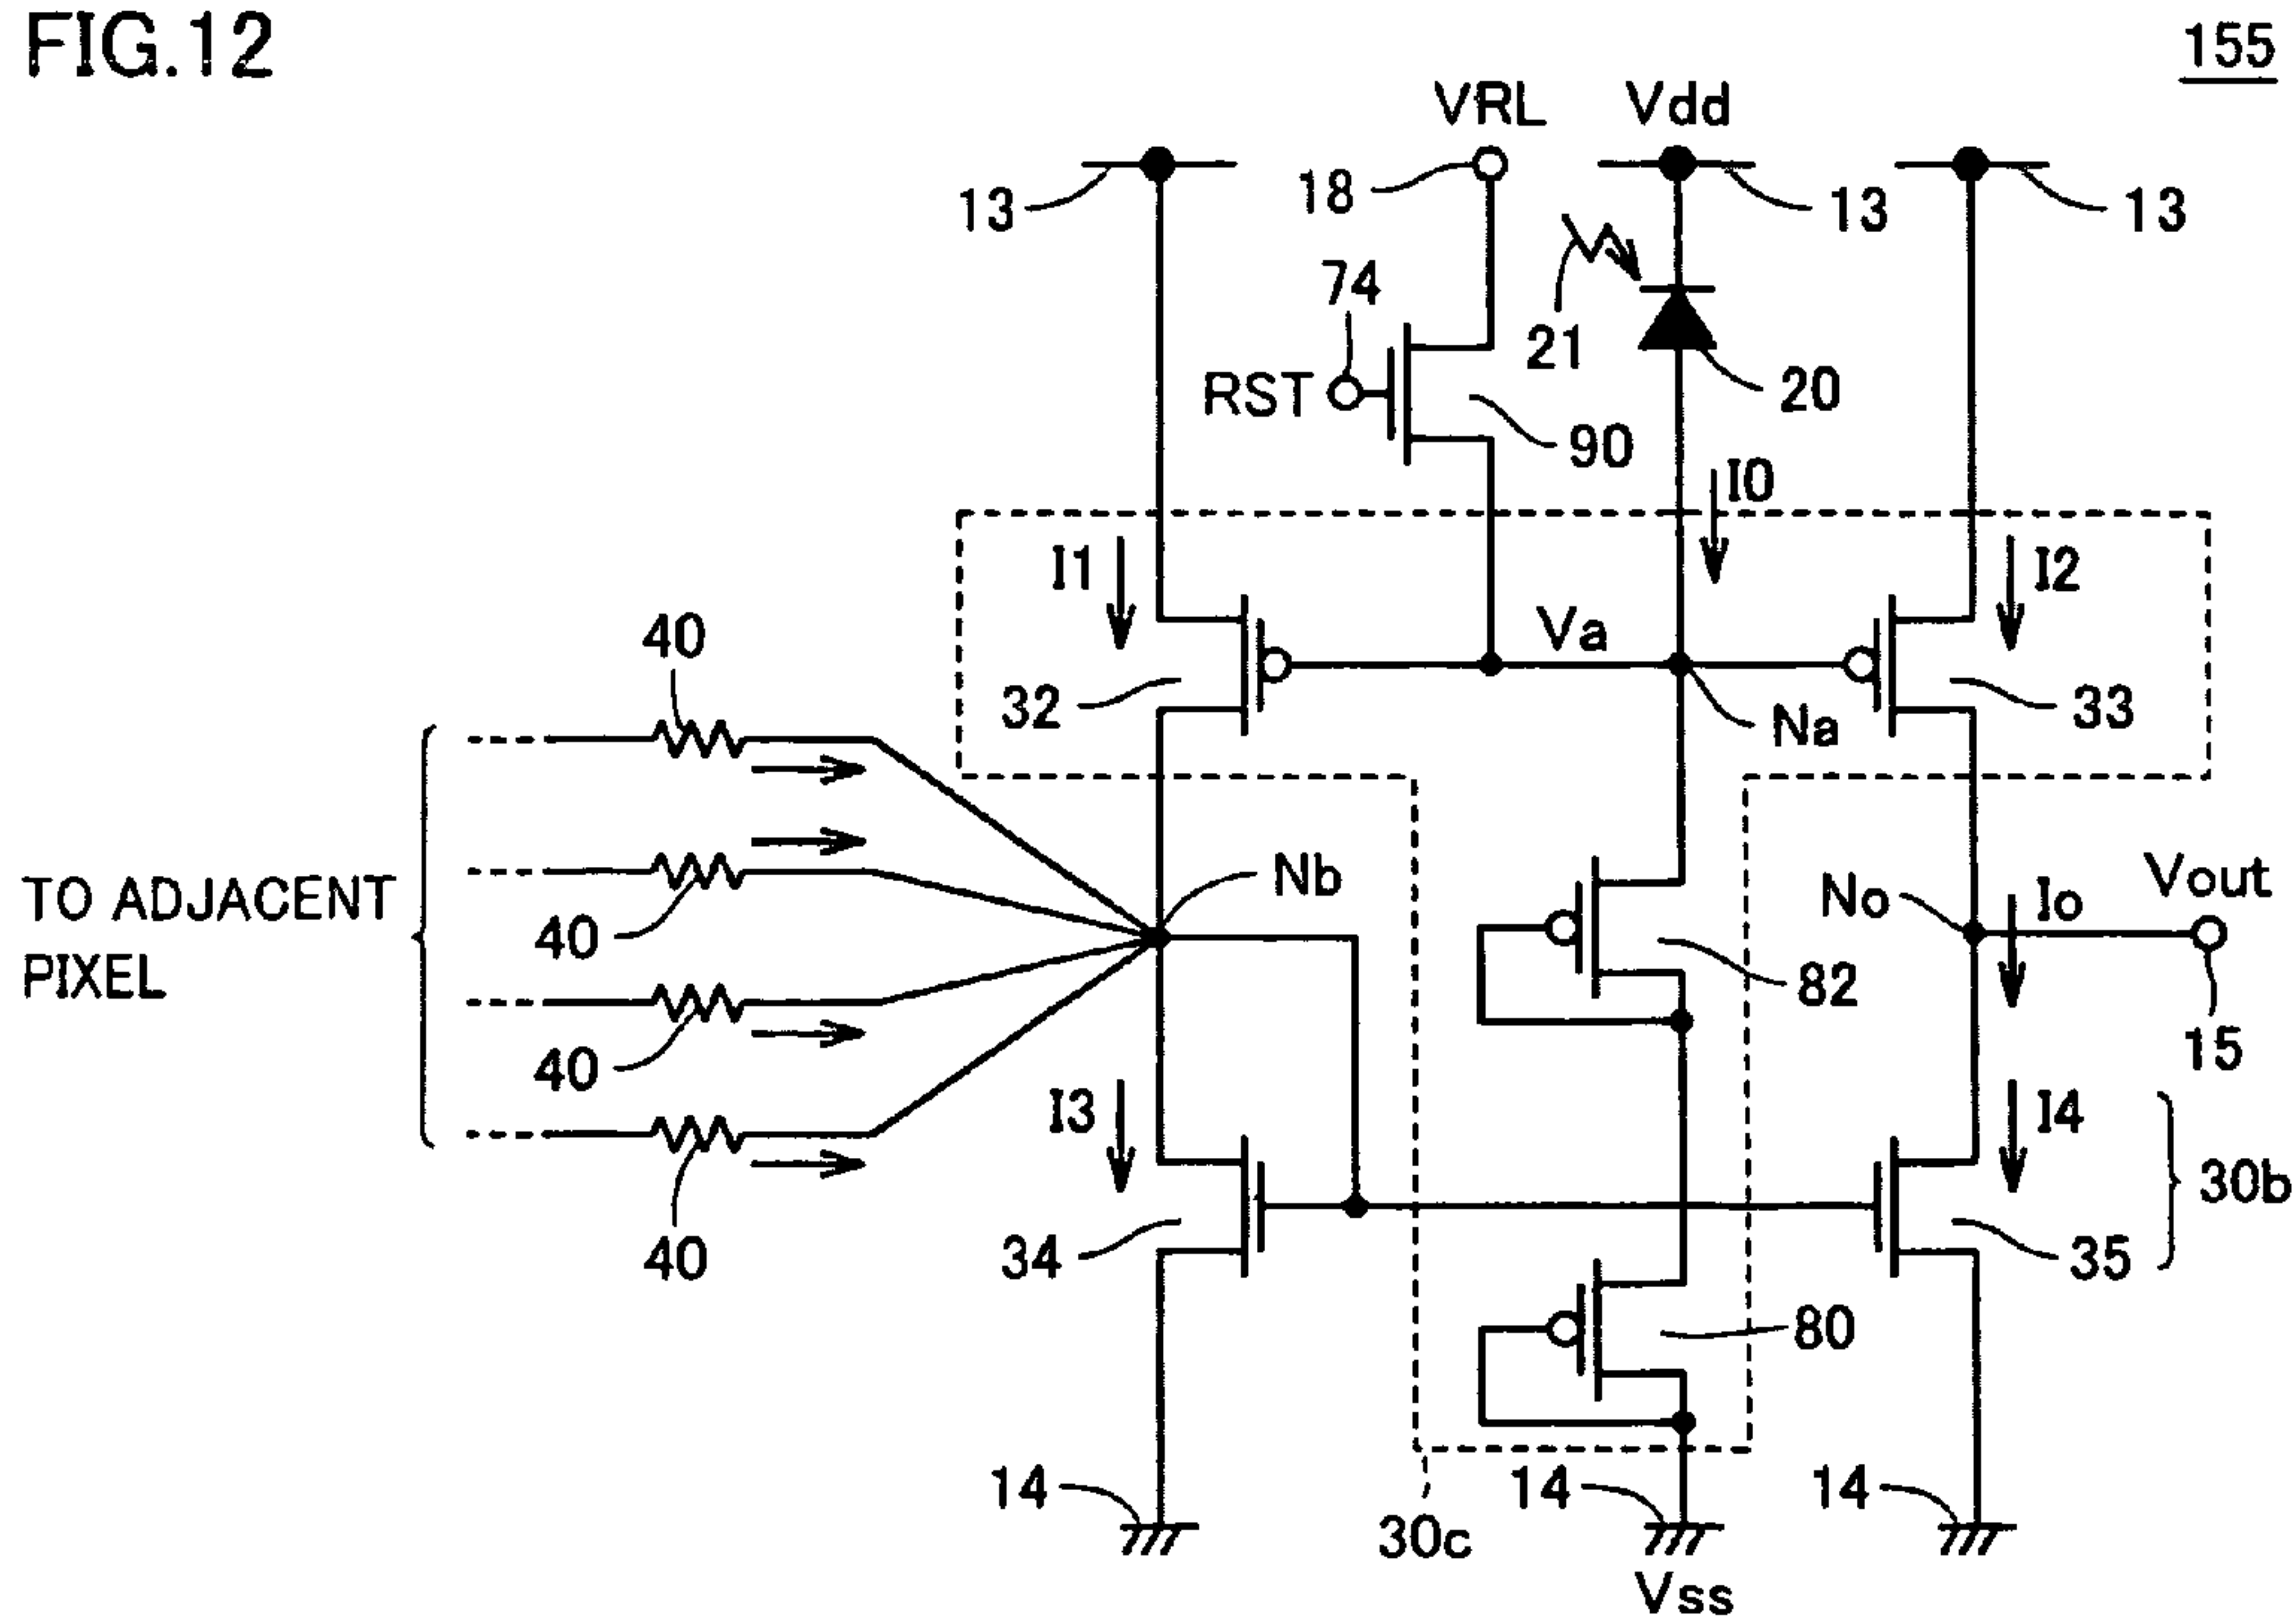 FIG.12
155
VRL
Vdd
13
18
13
13
74
21
RST
20
90
I0
I1
I2
Va
40
32
Na
33
TO ADJACENT
PIXEL
40
Nb
No
Io
Vout
82
15
40
I3
I4
30b
40
34
35
80
14
14
14
30c
Vss